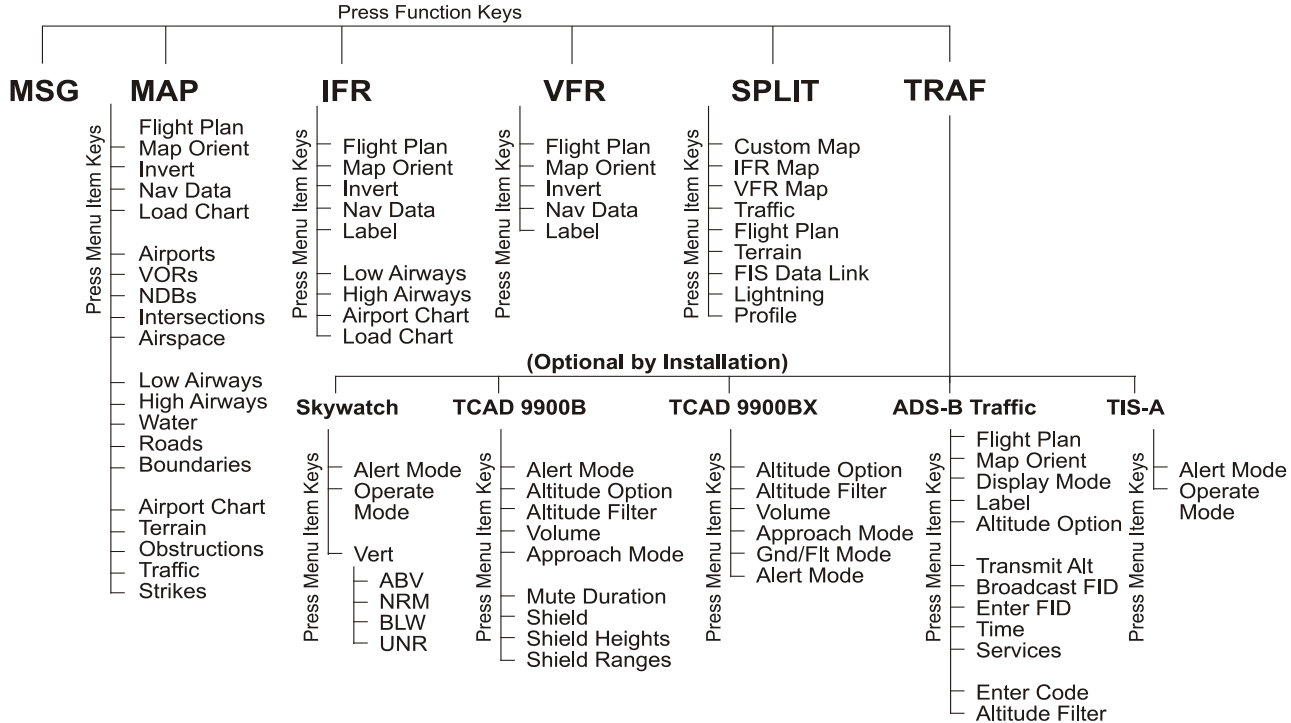 Press Function Keys
MSG
MAP
Press Menu Item Keys
Flight Plan
Map Orient
Invert
Nav Data
Load Chart
Airports
VORs
NDBs
Intersections
Airspace
Low Airways
High Airways
Water
Roads
Boundaries
Airport Chart
Terrain
Obstructions
Traffic
Strikes
IFR
Press Menu Item Keys
Flight Plan
Map Orient
Invert
Nav Data
Label
Low Airways
High Airways
Airport Chart
Load Chart
VFR
Press Menu Item Keys
Flight Plan
Map Orient
Invert
Nav Data
Label
SPLIT
Press Menu Item Keys
Custom Map
IFR Map
VFR Map
Traffic
Flight Plan
Terrain
FIS Data Link
Lightning
Profile
TRAF
(Optional by Installation)
Skywatch
Press Menu Item Keys
Alert Mode
Operate
Mode
Vert
ABV
NRM
BLW
UNR
TCAD 9900B
Press Menu Item Keys
Alert Mode
Altitude Option
Altitude Filter
Volume
Approach Mode
Mute Duration
Shield
Shield Heights
Shield Ranges
TCAD 9900BX
Press Menu Item Keys
Altitude Option
Altitude Filter
Volume
Approach Mode
Gnd/Flt Mode
Alert Mode
ADS-B Traffic
Press Menu Item Keys
Flight Plan
Map Orient
Display Mode
Label
Altitude Option
Transmit Alt
Broadcast FID
Enter FID
Time
Services
Enter Code
Altitude Filter
TIS-A
Press Menu Item Keys
Alert Mode
Operate
Mode